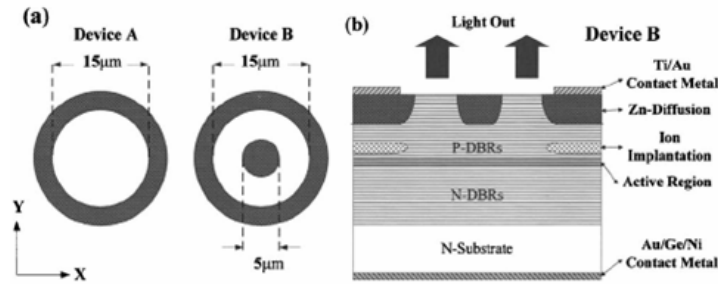 (a)
Device A
Device B
15μm
15μm
5μm
Y
X
(b)
Light Out
Device B
Ti/Au
Contact Metal
Zn-Diffusion
Ion
Implantation
P-DBRs
Active Region
N-DBRs
N-Substrate
Au/Ge/Ni
Contact Metal